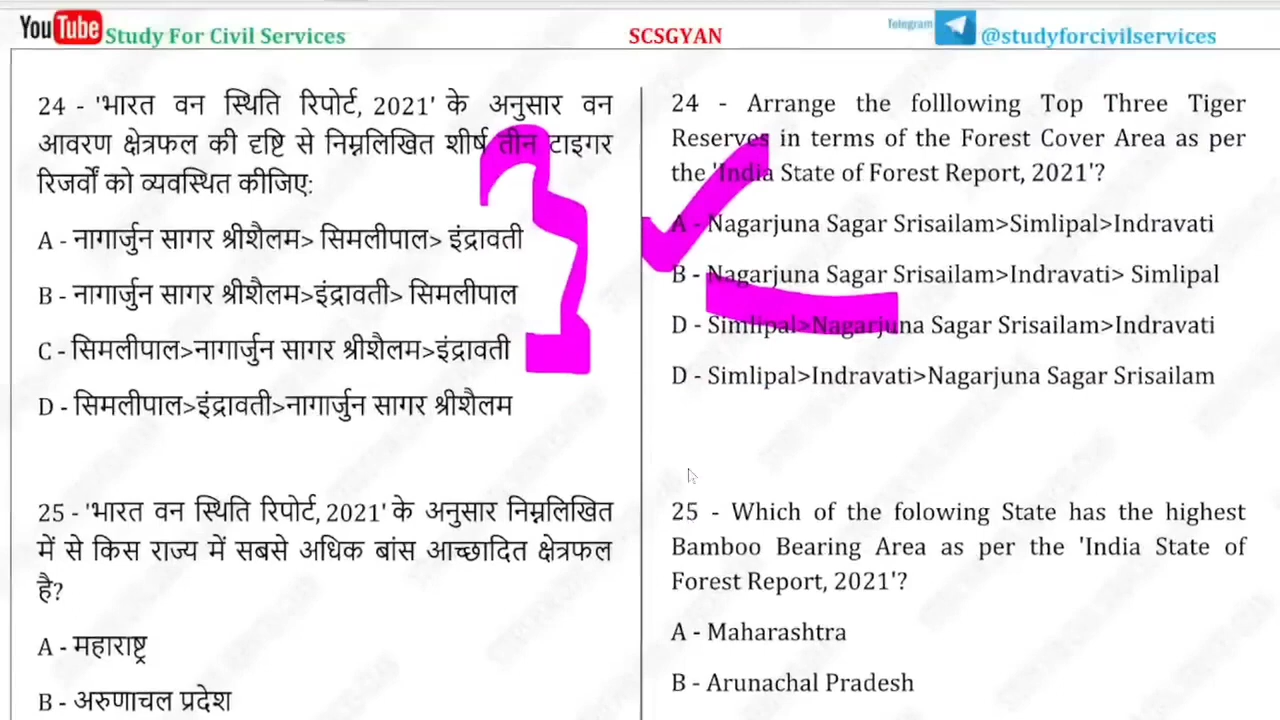 YouTube Study For Civil Services SCSGYAN Telegram @studyforcivilservices
24 - 'भारत वन स्थिति रिपोर्ट, 2021' के अनुसार वन
आवरण क्षेत्रफल की दृष्टि से निम्नलिखित शीर्ष तीन टाइगर
रिजर्वों को व्यवस्थित कीजिए:
A - नागार्जुन सागर श्रीशैलम> सिमलीपाल> इंद्रावती
B - नागार्जुन सागर श्रीशैलम>इंद्रावती> सिमलीपाल
C - सिमलीपाल>नागार्जुन सागर श्रीशैलम>इंद्रावती
D - सिमलीपाल>इंद्रावती>नागार्जुन सागर श्रीशैलम
25 - 'भारत वन स्थिति रिपोर्ट, 2021' के अनुसार निम्नलिखित
में से किस राज्य में सबसे अधिक बांस आच्छादित क्षेत्रफल
है?
A - महाराष्ट्र
B - अरुणाचल प्रदेश
24 - Arrange the folllowing Top Three Tiger
Reserves in terms of the Forest Cover Area as per
the 'India State of Forest Report, 2021'?
A - Nagarjuna Sagar Srisailam>Simlipal>Indravati
B - Nagarjuna Sagar Srisailam>Indravati> Simlipal
D - Simlipal>Nagarjuna Sagar Srisailam>Indravati
D - Simlipal>Indravati>Nagarjuna Sagar Srisailam
25 - Which of the folowing State has the highest
Bamboo Bearing Area as per the 'India State of
Forest Report, 2021'?
A - Maharashtra
B - Arunachal Pradesh